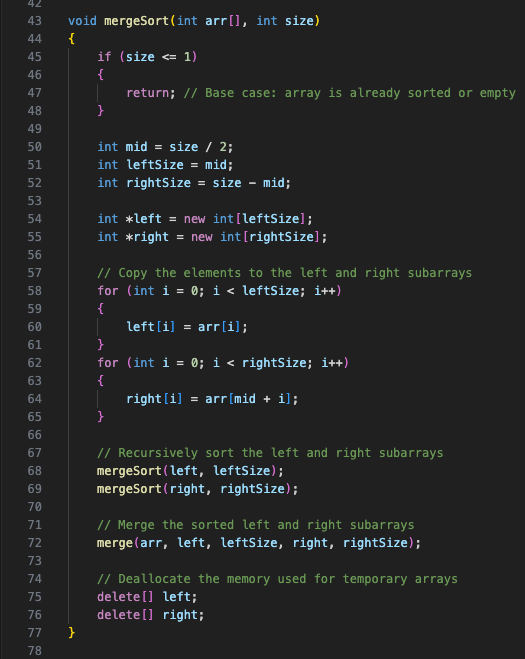 42
43 void mergeSort(int arr[], int size)
44 {
45     if (size <= 1)
46     {
47         return; // Base case: array is already sorted or empty
48     }
49
50     int mid = size / 2;
51     int leftSize = mid;
52     int rightSize = size - mid;
53
54     int *left = new int[leftSize];
55     int *right = new int[rightSize];
56
57     // Copy the elements to the left and right subarrays
58     for (int i = 0; i < leftSize; i++)
59     {
60         left[i] = arr[i];
61     }
62     for (int i = 0; i < rightSize; i++)
63     {
64         right[i] = arr[mid + i];
65     }
66
67     // Recursively sort the left and right subarrays
68     mergeSort(left, leftSize);
69     mergeSort(right, rightSize);
70
71     // Merge the sorted left and right subarrays
72     merge(arr, left, leftSize, right, rightSize);
73
74     // Deallocate the memory used for temporary arrays
75     delete[] left;
76     delete[] right;
77 }
78